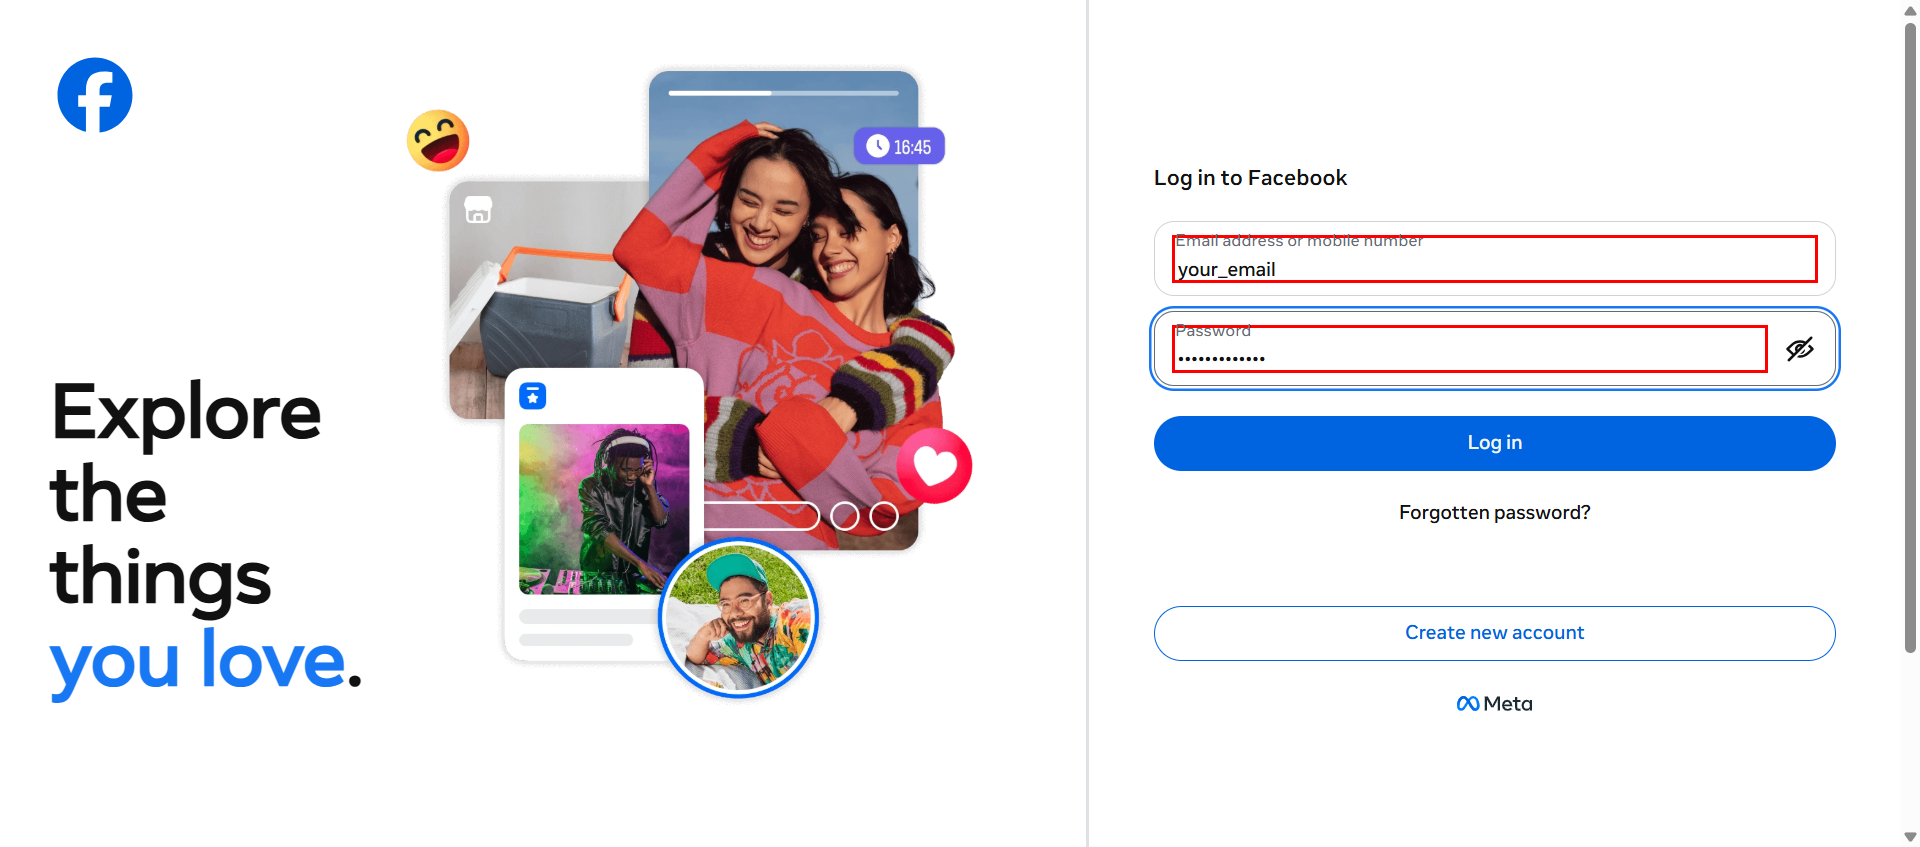 16:45
Explore
the
things
you love.
Log in to Facebook
Email address or mobile number
your_email
Password
•••••••••••••
Log in
Forgotten password?
Create new account
Meta